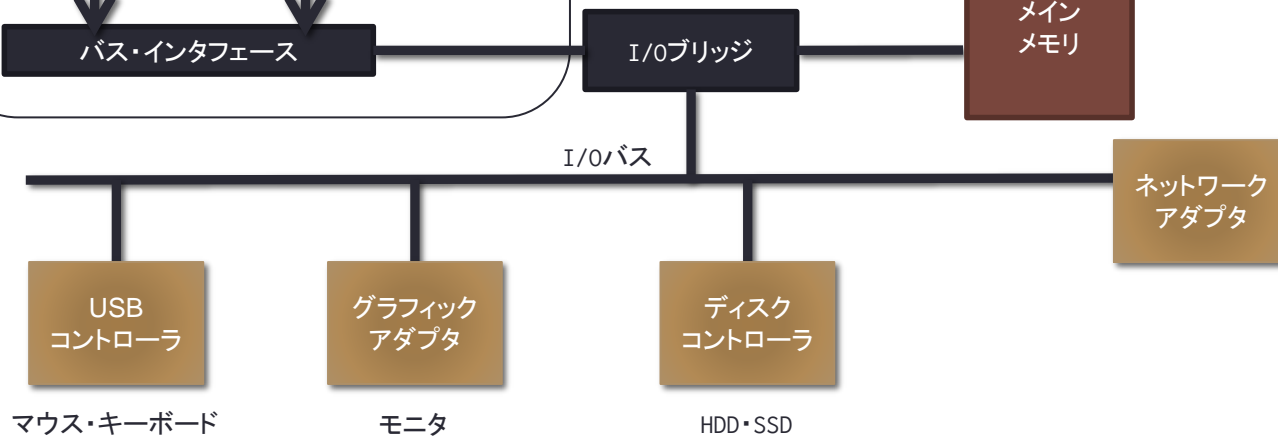 メイン
メモリ
バス・インタフェース
I/Oブリッジ
I/Oバス
ネットワーク
アダプタ
USB
コントローラ
グラフィック
アダプタ
ディスク
コントローラ
マウス・キーボード
モニタ
HDD・SSD